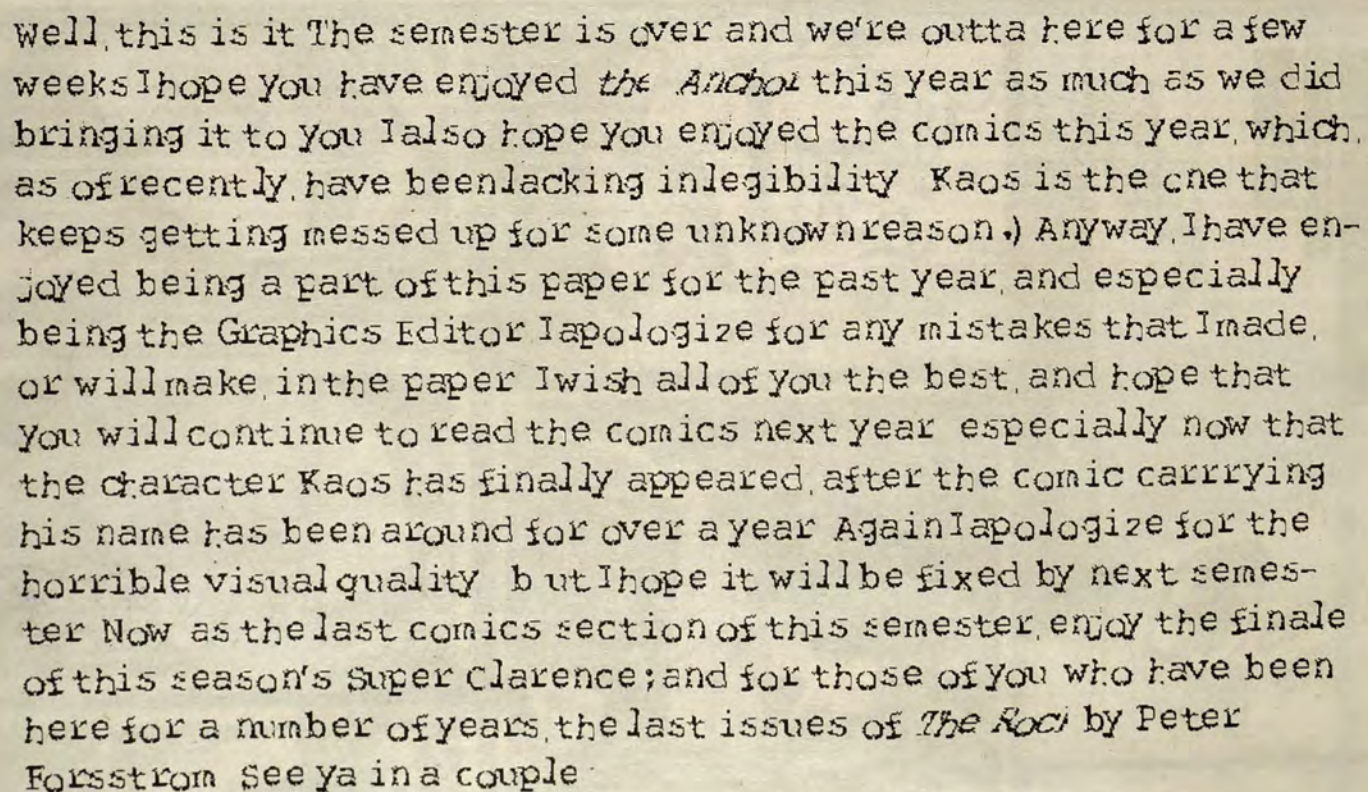 Well, this is it The semester is over and we're outta here for a few
weeks I hope you have enjoyed the Anchor this year as much as we did
bringing it to you I also hope you enjoyed the comics this year, which,
as of recently, have been lacking in legibility Kaos is the one that
keeps getting messed up for some unknown reason.) Anyway, I have en-
joyed being a part of this paper for the past year, and especially
being the Graphics Editor I apologize for any mistakes that I made,
or will make, in the paper I wish all of you the best, and hope that
you will continue to read the comics next year especially now that
the character Kaos has finally appeared, after the comic carrrying
his name has been around for over a year Again I apologize for the
horrible visual quality b ut I hope it will be fixed by next semes-
ter Now as the last comics section of this semester, enjoy the finale
of this season's Super Clarence; and for those of you who have been
here for a number of years, the last issues of The Roci by Peter
Forsstrom See ya in a couple